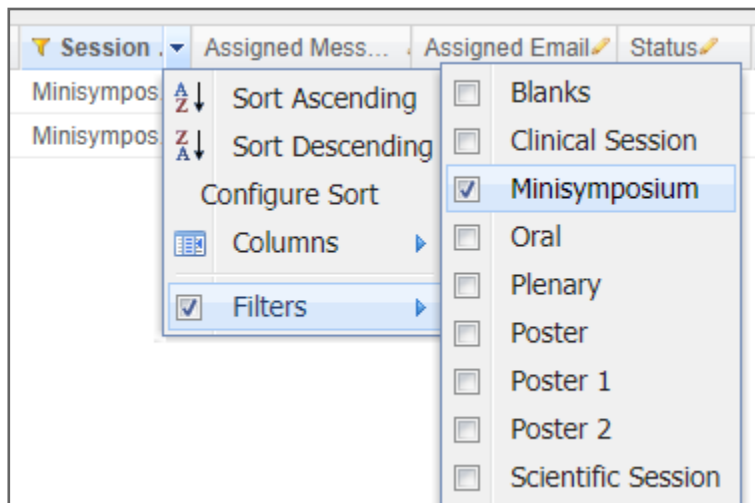 Session . Assigned Mess... Assigned Email Status
Minisympos
Minisympos
Sort Ascending
Sort Descending
Configure Sort
Columns
Filters
Blanks
Clinical Session
Minisymposium
Oral
Plenary
Poster
Poster 1
Poster 2
Scientific Session